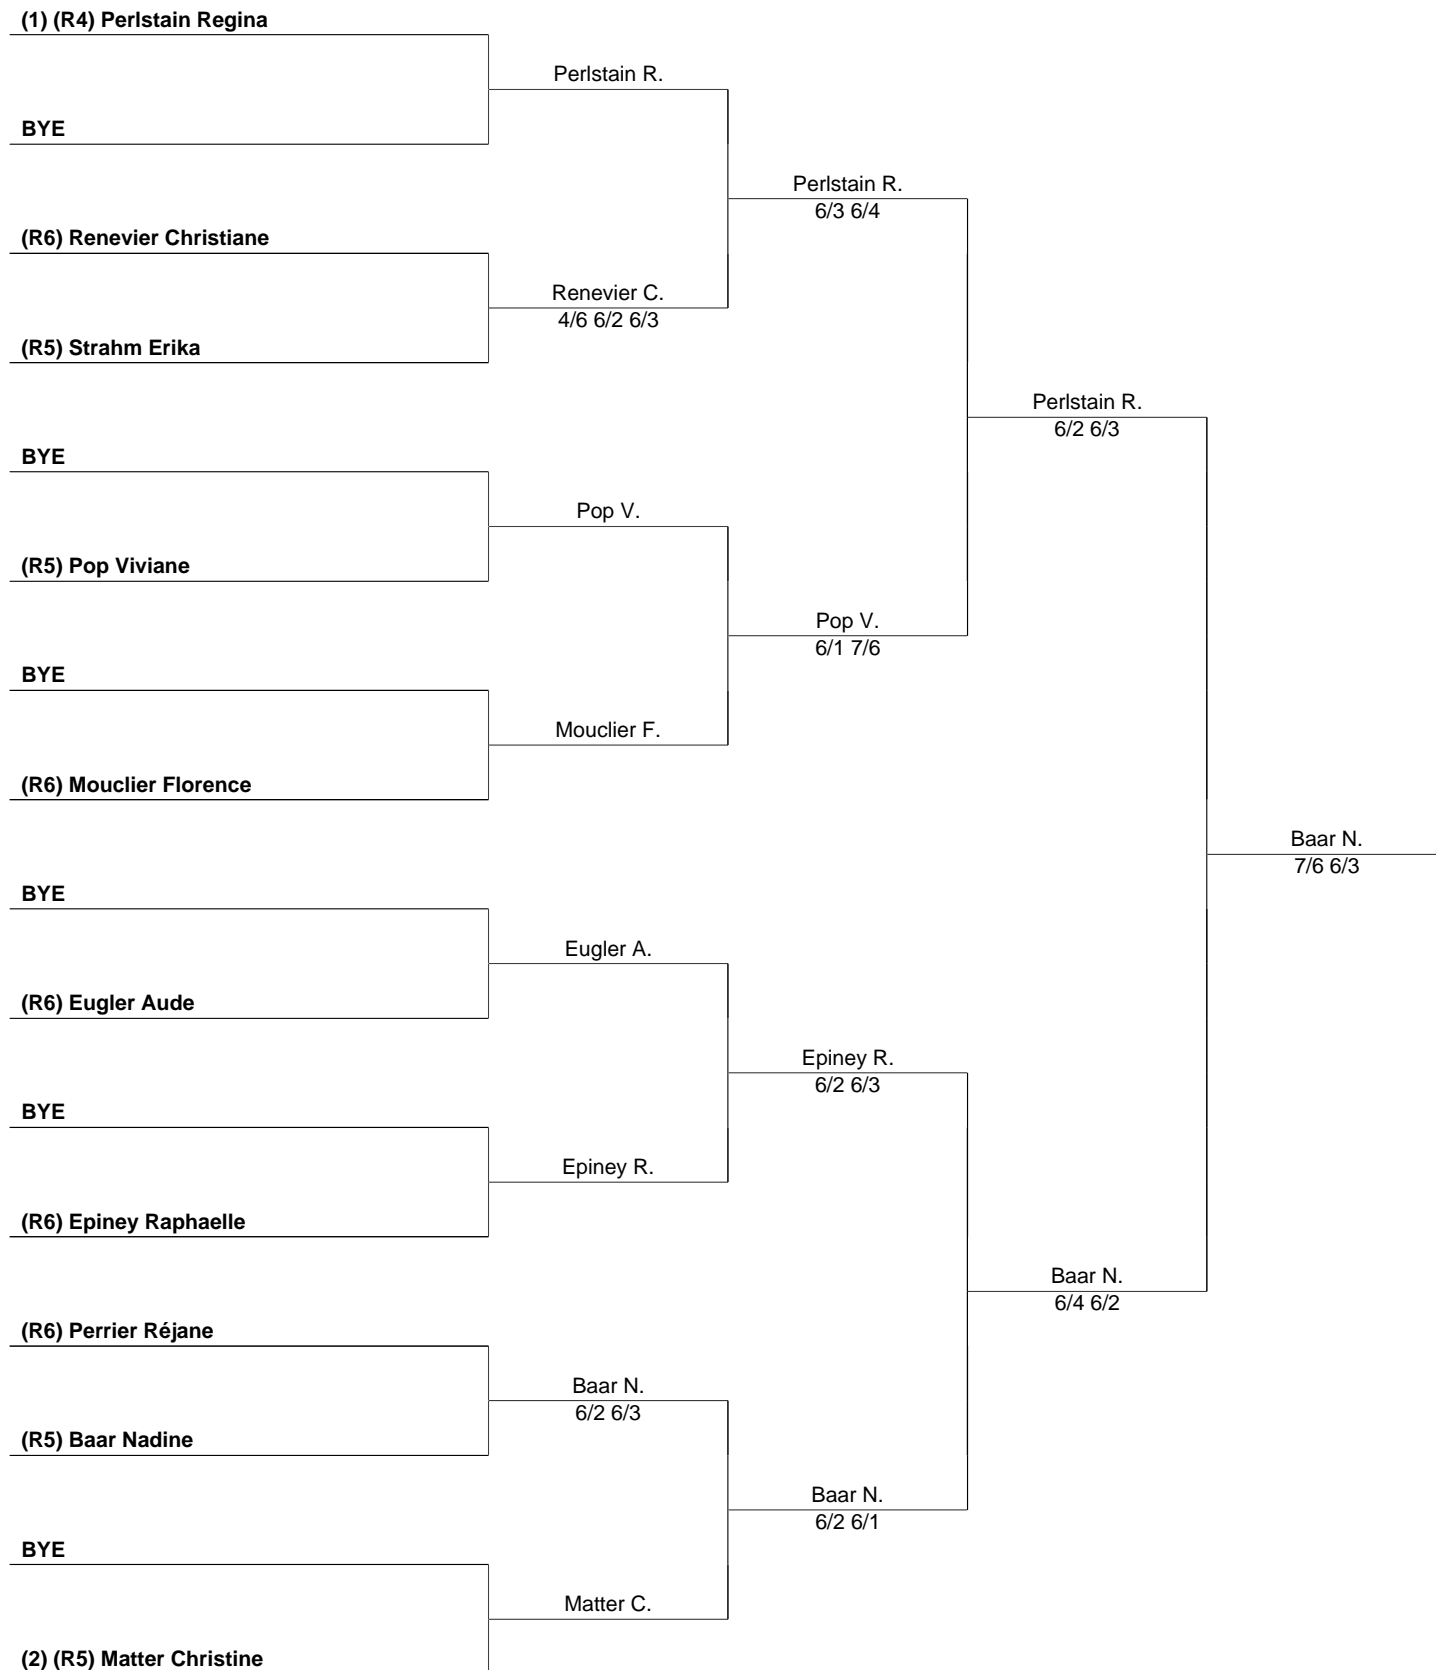 (1) (R4) Perlstain Regina
Perlstain R.
BYE
Perlstain R.
6/3 6/4
(R6) Renevier Christiane
Renevier C.
4/6 6/2 6/3
(R5) Strahm Erika
Perlstain R.
6/2 6/3
BYE
Pop V.
(R5) Pop Viviane
Pop V.
6/1 7/6
BYE
Mouclier F.
(R6) Mouclier Florence
Baar N.
7/6 6/3
BYE
Eugler A.
(R6) Eugler Aude
Epiney R.
6/2 6/3
BYE
Epiney R.
(R6) Epiney Raphaelle
Baar N.
6/4 6/2
(R6) Perrier Réjane
Baar N.
6/2 6/3
(R5) Baar Nadine
Baar N.
6/2 6/1
BYE
Matter C.
(2) (R5) Matter Christine